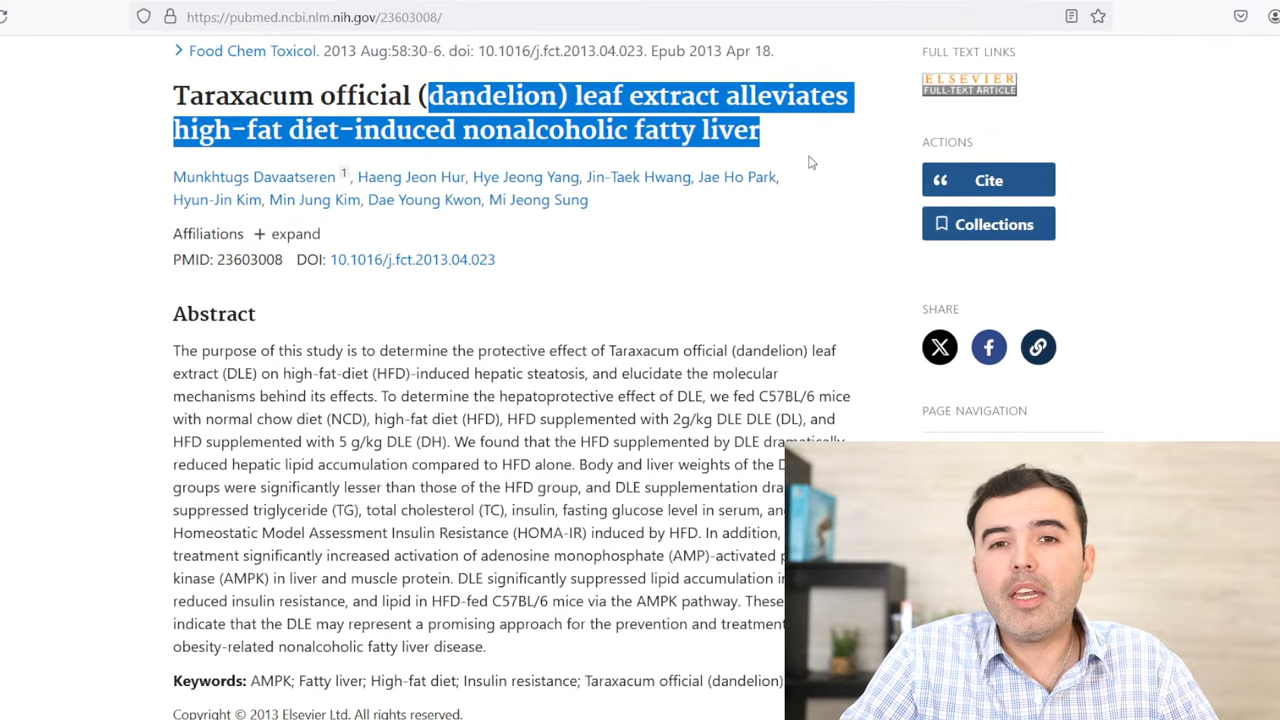 https://pubmed.ncbi.nlm.nih.gov/23603008/
Food Chem Toxicol. 2013 Aug:58:30-6. doi: 10.1016/j.fct.2013.04.023. Epub 2013 Apr 18.
Taraxacum official (dandelion) leaf extract alleviates
high-fat diet-induced nonalcoholic fatty liver
Munkhtugs Davaatseren 1, Haeng Jeon Hur, Hye Jeong Yang, Jin-Taek Hwang, Jae Ho Park,
Hyun-Jin Kim, Min Jung Kim, Dae Young Kwon, Mi Jeong Sung
Affiliations + expand
PMID: 23603008 DOI: 10.1016/j.fct.2013.04.023
Abstract
The purpose of this study is to determine the protective effect of Taraxacum official (dandelion) leaf
extract (DLE) on high-fat-diet (HFD)-induced hepatic steatosis, and elucidate the molecular
mechanisms behind its effects. To determine the hepatoprotective effect of DLE, we fed C57BL/6 mice
with normal chow diet (NCD), high-fat diet (HFD), HFD supplemented with 2g/kg DLE DLE (DL), and
HFD supplemented with 5 g/kg DLE (DH). We found that the HFD supplemented by DLE dramatically
reduced hepatic lipid accumulation compared to HFD alone. Body and liver weights of the
groups were significantly lesser than those of the HFD group, and DLE supplementation
suppressed triglyceride (TG), total cholesterol (TC), insulin, fasting glucose level in serum,
Homeostatic Model Assessment Insulin Resistance (HOMA-IR) induced by HFD. In addition,
treatment significantly increased activation of adenosine monophosphate (AMP)-activated
kinase (AMPK) in liver and muscle protein. DLE significantly suppressed lipid accumulation
reduced insulin resistance, and lipid in HFD-fed C57BL/6 mice via the AMPK pathway. These
indicate that the DLE may represent a promising approach for the prevention and treatment
obesity-related nonalcoholic fatty liver disease.
Keywords: AMPK; Fatty liver; High-fat diet; Insulin resistance; Taraxacum official (dandelion)
Copyright © 2013 Elsevier Ltd. All rights reserved.
FULL TEXT LINKS
ELSEVIER
FULL-TEXT ARTICLE
ACTIONS
Cite
Collections
SHARE
PAGE NAVIGATION